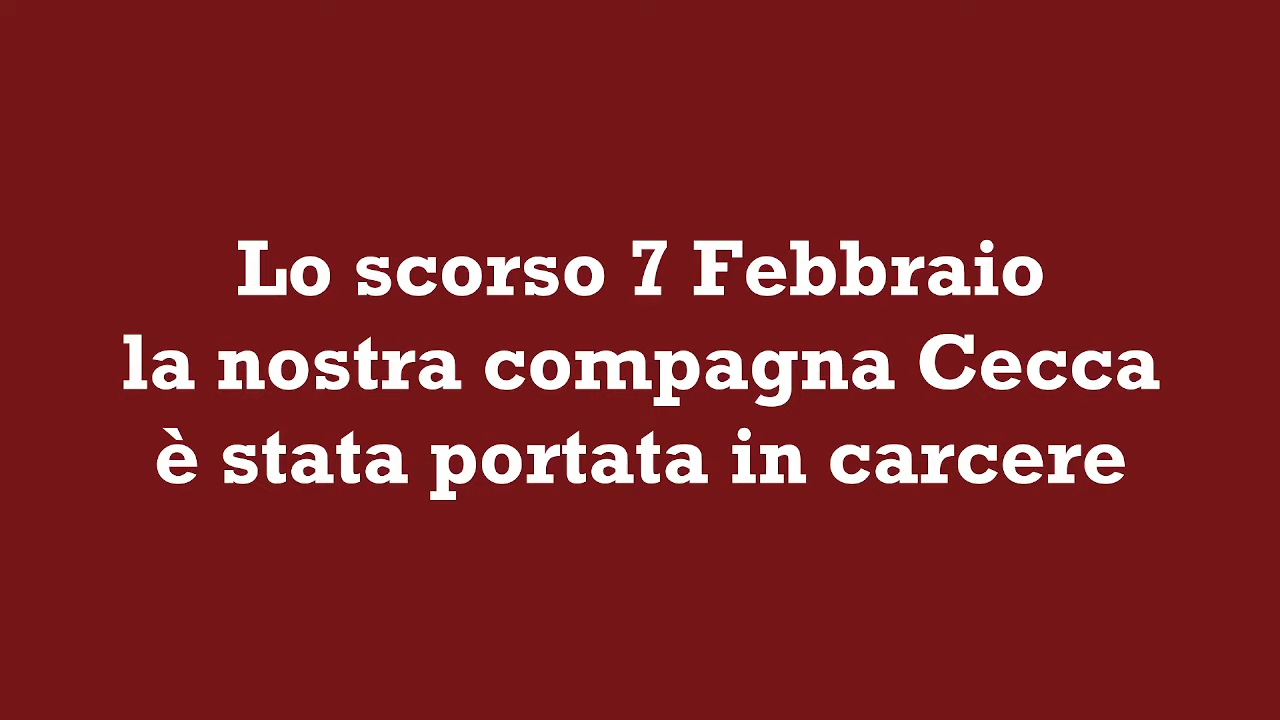 Lo scorso 7 Febbraio
la nostra compagna Cecca
è stata portata in carcere